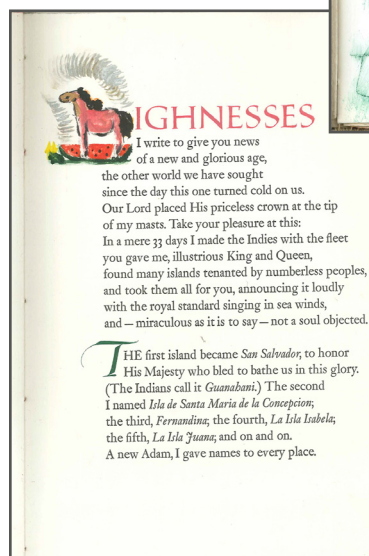 IGHNESSES
I write to give you news
of a new and glorious age,
the other world we have sought
since the day this one turned cold on us.
Our Lord placed His priceless crown at the tip
of my masts. Take your pleasure at this:
In a mere 33 days I made the Indies with the fleet
you gave me, illustrious King and Queen,
found many islands tenanted by numberless peoples,
and took them all for you, announcing it loudly
with the royal standard singing in sea winds,
and — miraculous as it is to say — not a soul objected.
THE first island became San Salvador, to honor
His Majesty who bled to bathe us in this glory.
(The Indians call it Guanahani.) The second
I named Isla de Santa Maria de la Concepcion;
the third, Fernandina; the fourth, La Isla Isabela;
the fifth, La Isla Juana; and on and on.
A new Adam, I gave names to every place.